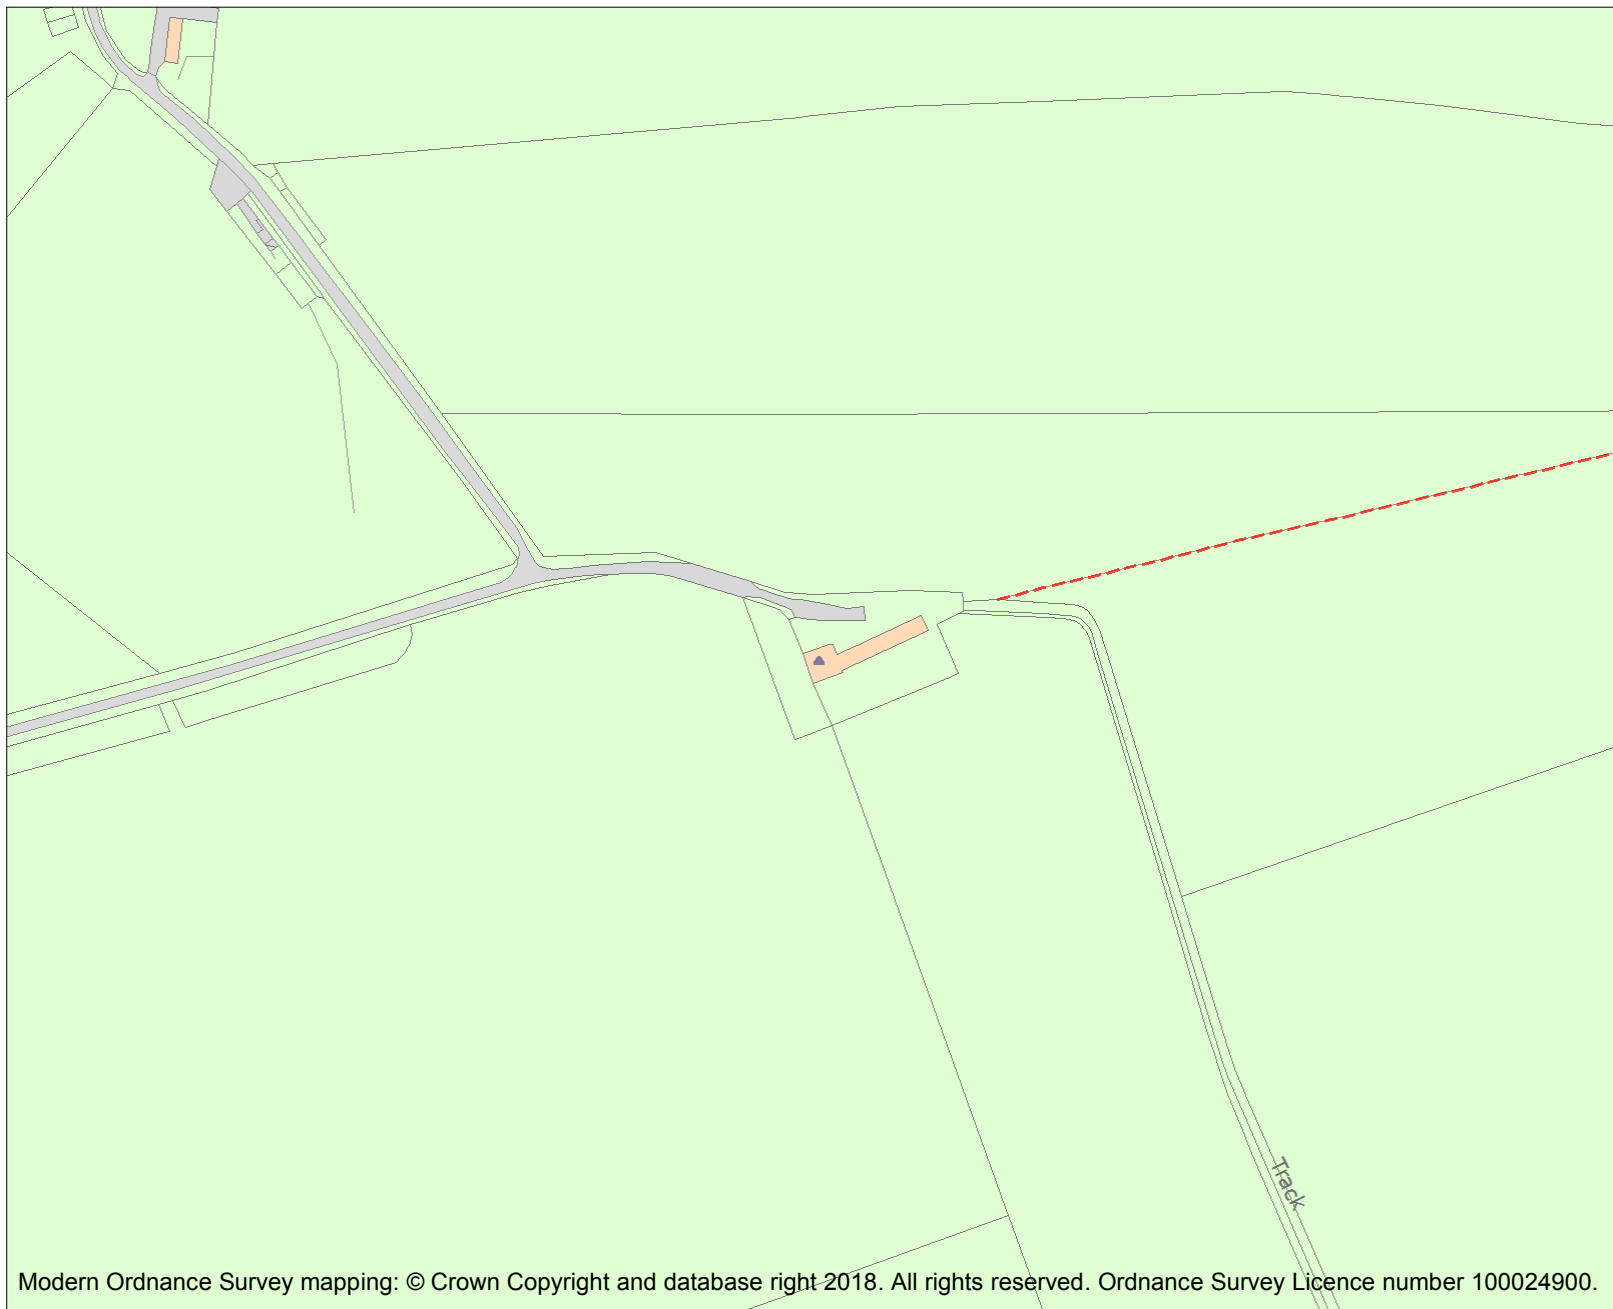 Track
Modern Ordnance Survey mapping: © Crown Copyright and database right 2018. All rights reserved. Ordnance Survey Licence number 100024900.